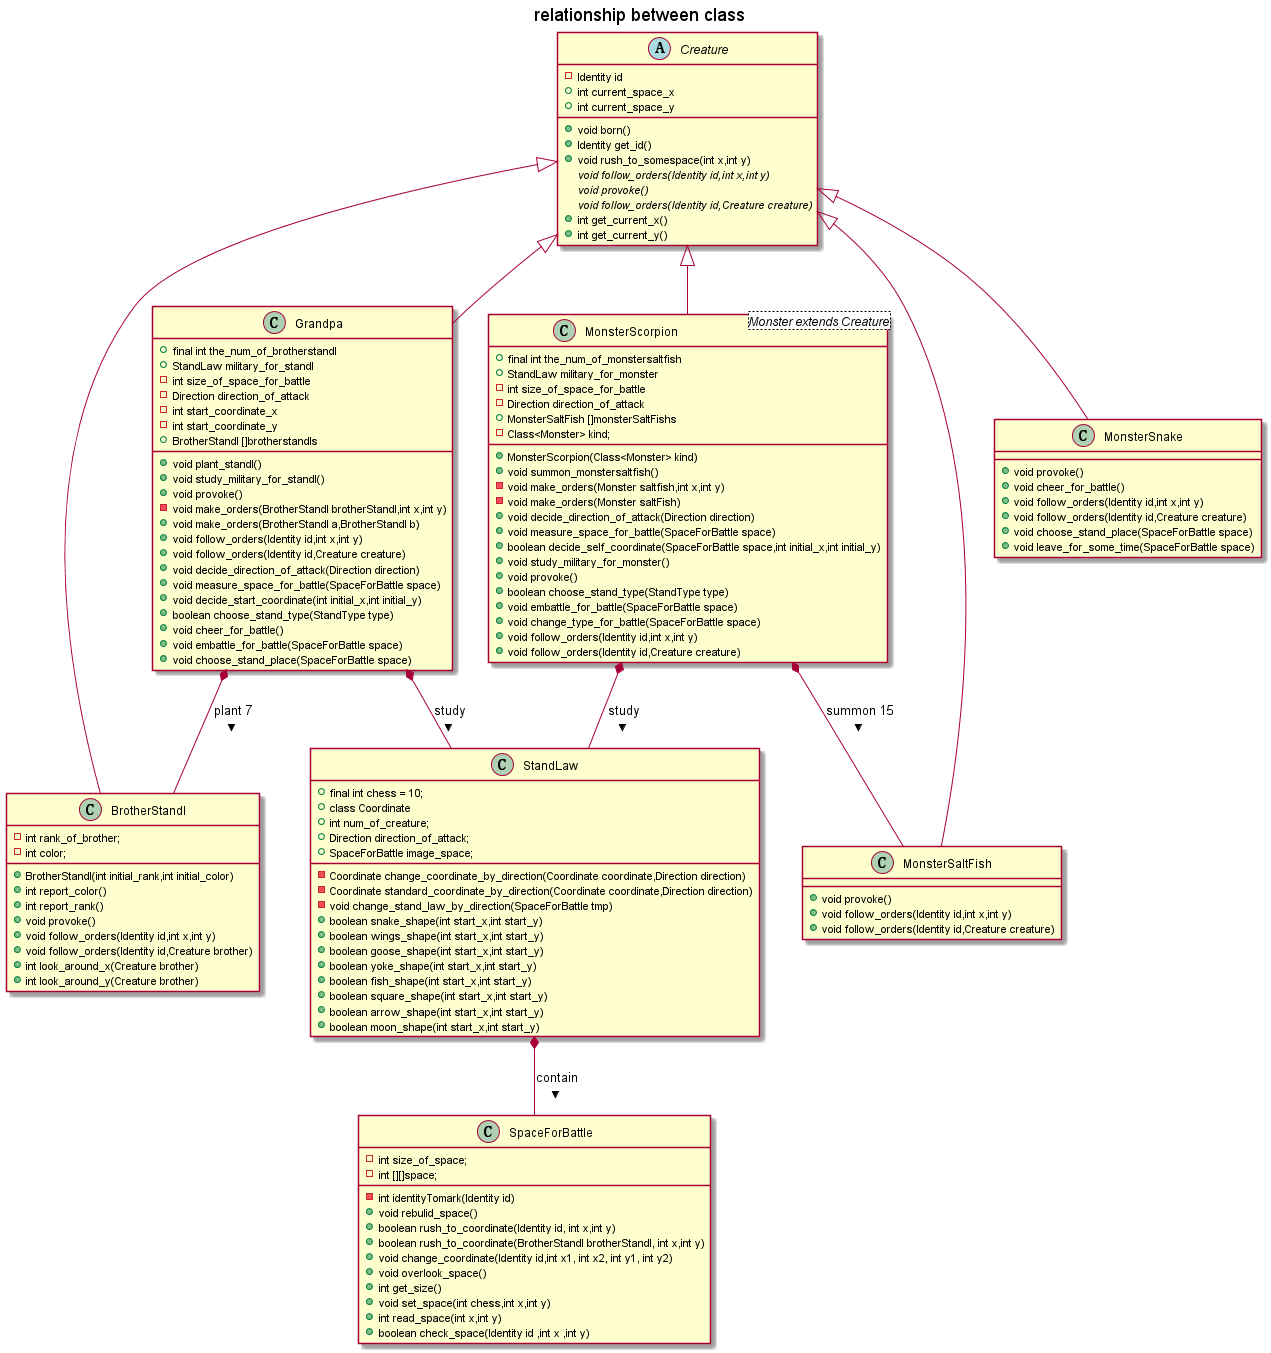 relationship between class
A Creature
Identity id
int current_space_x
int current_space_y
void born()
Identity get_id()
void rush_to_somespace(int x,int y)
void follow_orders(Identity id,int x,int y)
void provoke()
void follow_orders(Identity id,Creature creature)
int get_current_x()
int get_current_y()
C Grandpa
final int the_num_of_brotherstandl
StandLaw military_for_standl
int size_of_space_for_battle
Direction direction_of_attack
int start_coordinate_x
int start_coordinate_y
BrotherStandl []brotherstandls
void plant_standl()
void study_military_for_standl()
void provoke()
void make_orders(BrotherStandl brotherStandl,int x,int y)
void make_orders(BrotherStandl a,BrotherStandl b)
void follow_orders(Identity id,int x,int y)
void follow_orders(Identity id,Creature creature)
void decide_direction_of_attack(Direction direction)
void measure_space_for_battle(SpaceForBattle space)
void decide_start_coordinate(int initial_x,int initial_y)
boolean choose_stand_type(StandType type)
void cheer_for_battle()
void embattle_for_battle(SpaceForBattle space)
void choose_stand_place(SpaceForBattle space)
C MonsterScorpion
Monster extends Creature
final int the_num_of_monstersaltfish
StandLaw military_for_monster
int size_of_space_for_battle
Direction direction_of_attack
MonsterSaltFish []monsterSaltFishs
Class<Monster> kind;
MonsterScorpion(Class<Monster> kind)
void summon_monstersaltfish()
void make_orders(Monster saltfish,int x,int y)
void make_orders(Monster saltFish)
void decide_direction_of_attack(Direction direction)
void measure_space_for_battle(SpaceForBattle space)
boolean decide_self_coordinate(SpaceForBattle space,int initial_x,int initial_y)
void study_military_for_monster()
void provoke()
boolean choose_stand_type(StandType type)
void embattle_for_battle(SpaceForBattle space)
void change_type_for_battle(SpaceForBattle space)
void follow_orders(Identity id,int x,int y)
void follow_orders(Identity id,Creature creature)
C MonsterSnake
void provoke()
void cheer_for_battle()
void follow_orders(Identity id,int x,int y)
void follow_orders(Identity id,Creature creature)
void choose_stand_place(SpaceForBattle space)
void leave_for_some_time(SpaceForBattle space)
plant 7
study
study
summon 15
C BrotherStandl
int rank_of_brother;
int color;
BrotherStandl(int initial_rank,int initial_color)
int report_color()
int report_rank()
void provoke()
void follow_orders(Identity id,int x,int y)
void follow_orders(Identity id,Creature brother)
int look_around_x(Creature brother)
int look_around_y(Creature brother)
C StandLaw
final int chess = 10;
class Coordinate
int num_of_creature;
Direction direction_of_attack;
SpaceForBattle image_space;
Coordinate change_coordinate_by_direction(Coordinate coordinate,Direction direction)
Coordinate standard_coordinate_by_direction(Coordinate coordinate,Direction direction)
void change_stand_law_by_direction(SpaceForBattle tmp)
boolean snake_shape(int start_x,int start_y)
boolean wings_shape(int start_x,int start_y)
boolean goose_shape(int start_x,int start_y)
boolean yoke_shape(int start_x,int start_y)
boolean fish_shape(int start_x,int start_y)
boolean square_shape(int start_x,int start_y)
boolean arrow_shape(int start_x,int start_y)
boolean moon_shape(int start_x,int start_y)
C MonsterSaltFish
void provoke()
void follow_orders(Identity id,int x,int y)
void follow_orders(Identity id,Creature creature)
contain
C SpaceForBattle
int size_of_space;
int [][]space;
int identityTomark(Identity id)
void rebulid_space()
boolean rush_to_coordinate(Identity id, int x,int y)
boolean rush_to_coordinate(BrotherStandl brotherStandl, int x,int y)
void change_coordinate(Identity id,int x1, int x2, int y1, int y2)
void overlook_space()
int get_size()
void set_space(int chess,int x,int y)
int read_space(int x,int y)
boolean check_space(Identity id ,int x ,int y)